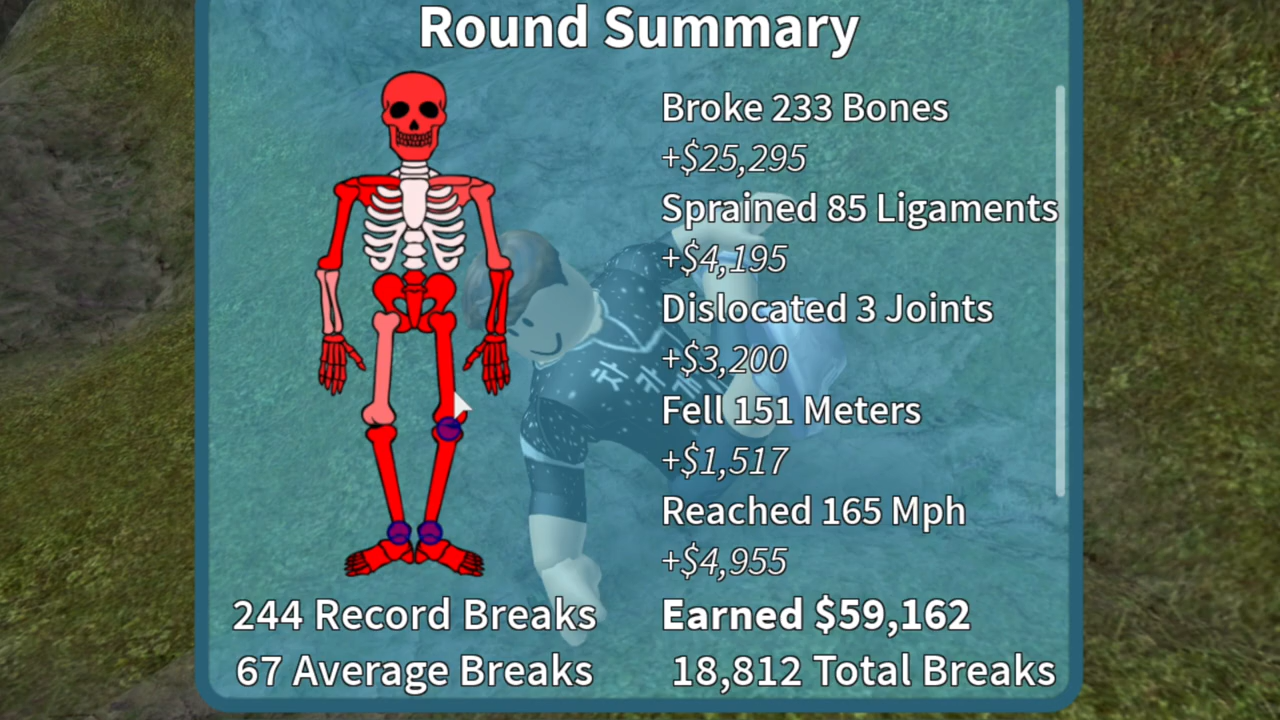 Round Summary
Broke 233 Bones
+$25,295
Sprained 85 Ligaments
+$4,195
Dislocated 3 Joints
+$3,200
Fell 151 Meters
+$1,517
Reached 165 Mph
+$4,955
244 Record Breaks
Earned $59,162
67 Average Breaks
18,812 Total Breaks